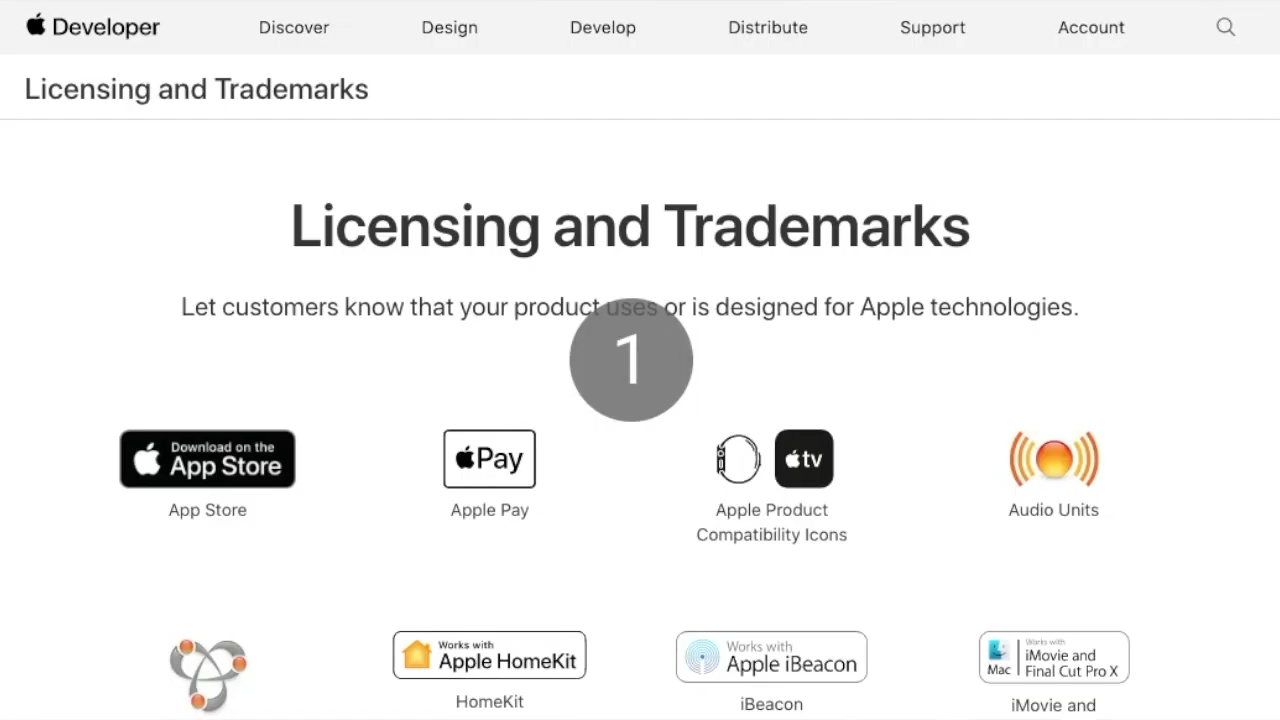 Developer Discover Design Develop Distribute Support Account
Licensing and Trademarks
Licensing and Trademarks
Let customers know that your product uses or is designed for Apple technologies.
1
Download on the
App Store
Pay
tv
App Store
Apple Pay
Apple Product
Compatibility Icons
Audio Units
Works with
Apple HomeKit
Works with
Apple iBeacon
Mac
Works with
iMovie and
Final Cut Pro X
HomeKit
iBeacon
iMovie and